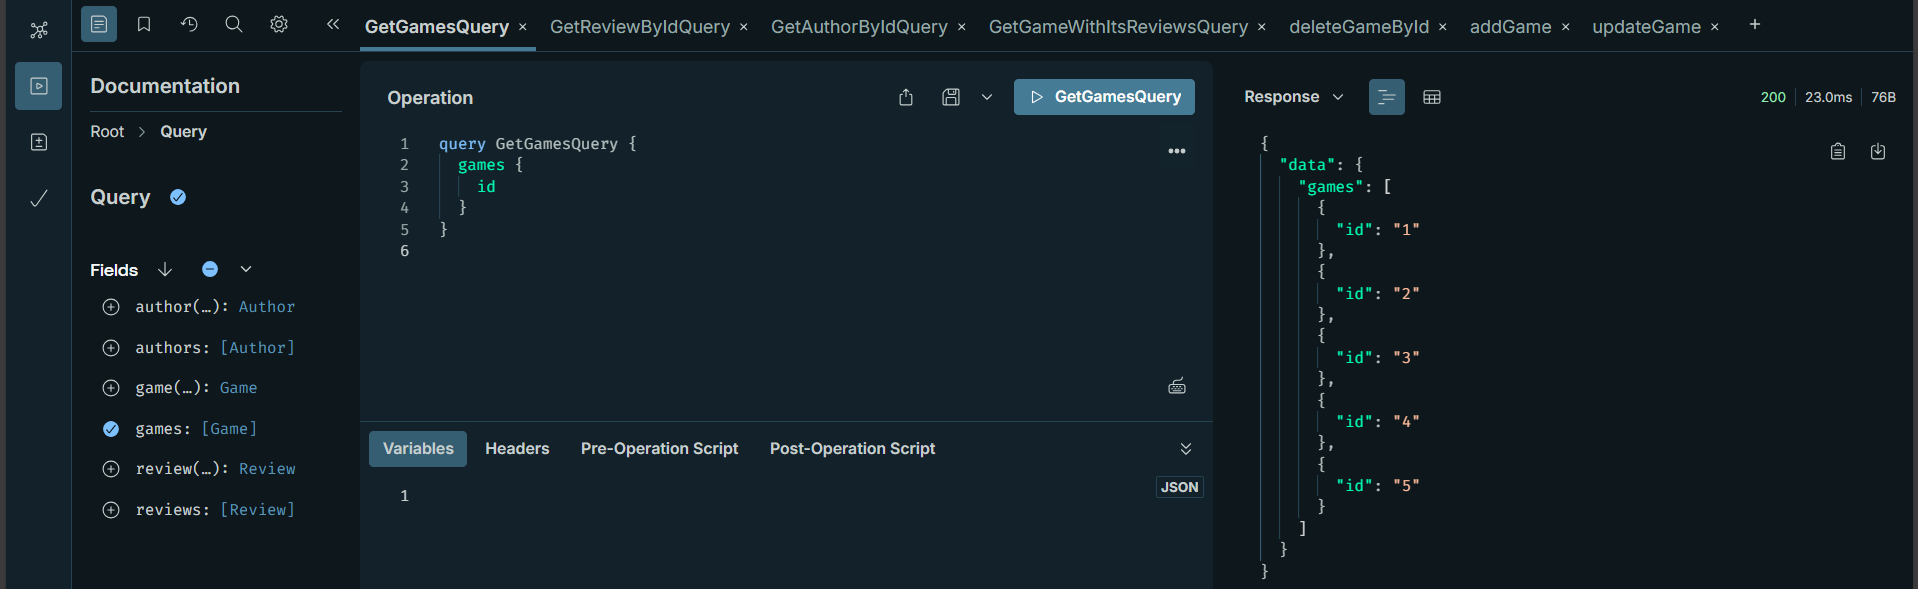 GetGamesQuery × GetReviewByIdQuery × GetAuthorByIdQuery × GetGameWithItsReviewsQuery × deleteGameById × addGame × updateGame × +
Documentation
Root > Query
Query
Fields
author(…): Author
authors: [Author]
game(…): Game
games: [Game]
review(…): Review
reviews: [Review]
Operation
GetGamesQuery
1 query GetGamesQuery {
2 games {
3 id
4 }
5 }
6
Variables Headers Pre-Operation Script Post-Operation Script
1
JSON
Response
200 23.0ms 76B
{
"data": {
"games": [
{
"id": "1"
},
{
"id": "2"
},
{
"id": "3"
},
{
"id": "4"
},
{
"id": "5"
}
]
}
}